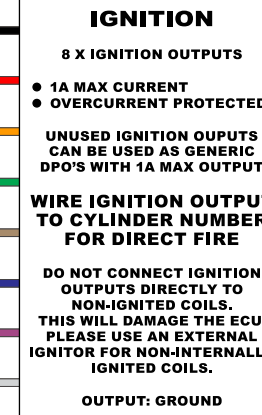 IGNITION
8 X IGNITION OUTPUTS
● 1A MAX CURRENT
● OVERCURRENT PROTECTED
UNUSED IGNITION OUPUTS
CAN BE USED AS GENERIC
DPO'S WITH 1A MAX OUTPUT
WIRE IGNITION OUTPU
TO CYLINDER NUMBER
FOR DIRECT FIRE
DO NOT CONNECT IGNITION
OUTPUTS DIRECTLY TO
NON-IGNITED COILS.
THIS WILL DAMAGE THE ECU
PLEASE USE AN EXTERNAL
IGNITOR FOR NON-INTERNALL
IGNITED COILS.
OUTPUT: GROUND